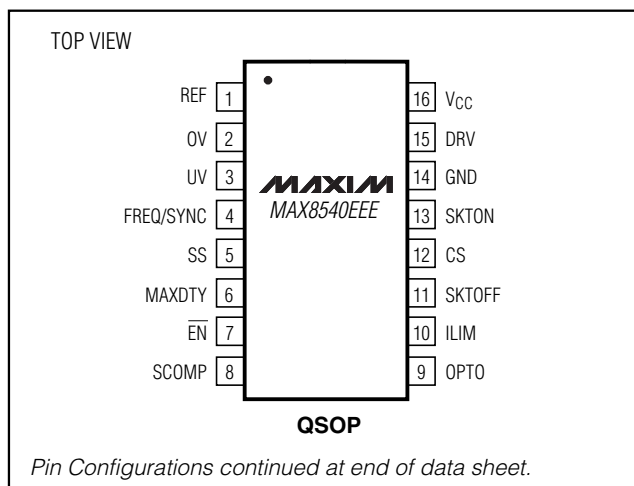 TOP VIEW
REF 1
OV 2
UV 3
FREQ/SYNC 4
SS 5
MAXDTY 6
EN 7
SCOMP 8
MAXIM
MAX8540EEE
16 VCC
15 DRV
14 GND
13 SKTON
12 CS
11 SKTOFF
10 ILIM
9 OPTO
QSOP
Pin Configurations continued at end of data sheet.